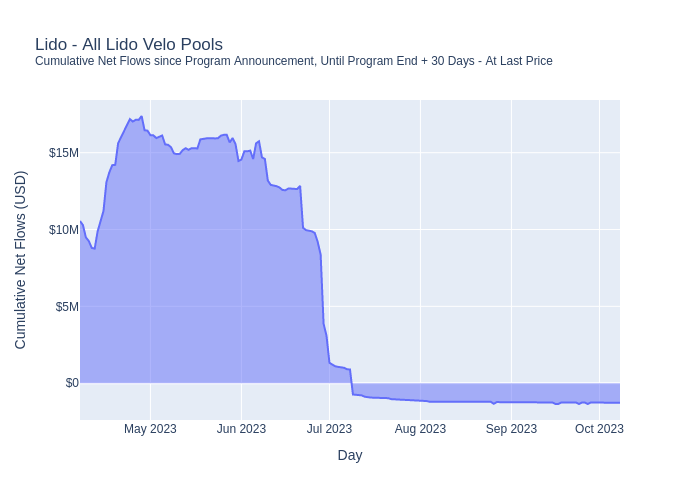 Lido - All Lido Velo Pools
Cumulative Net Flows since Program Announcement, Until Program End + 30 Days - At Last Price
Cumulative Net Flows (USD)
$15M
$10M
$5M
$0
May 2023
Jun 2023
Jul 2023
Aug 2023
Sep 2023
Oct 2023
Day